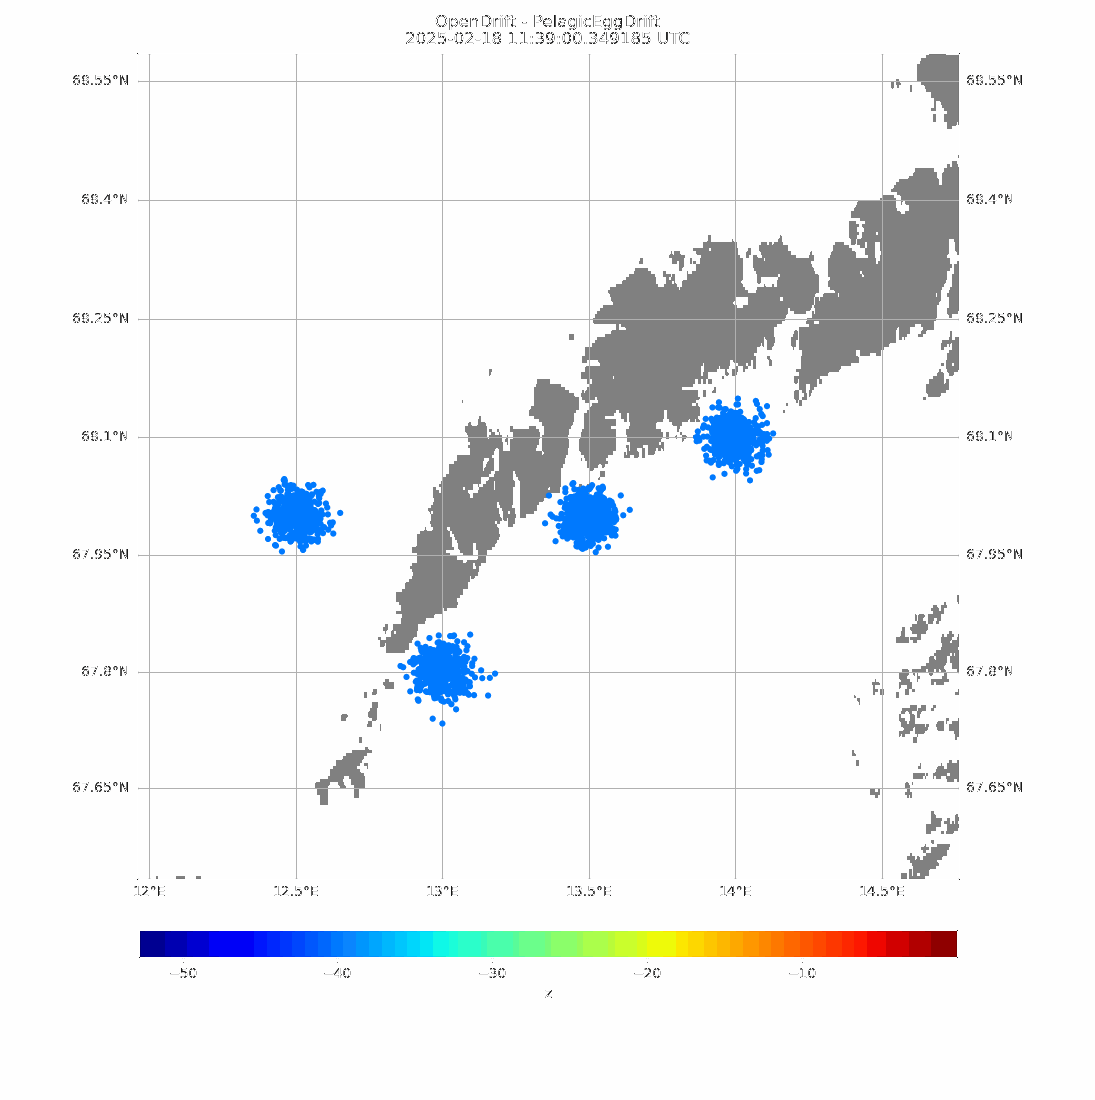 OpenDrift - PelagicEggDrift
2025-02-18 11:39:00.349185 UTC
68.55°N 68.55°N
68.4°N 68.4°N
68.25°N 68.25°N
68.1°N 68.1°N
67.95°N 67.95°N
67.8°N 67.8°N
67.65°N 67.65°N
12°E 12.5°E 13°E 13.5°E 14°E 14.5°E
−50 −40 −30 −20 −10
z